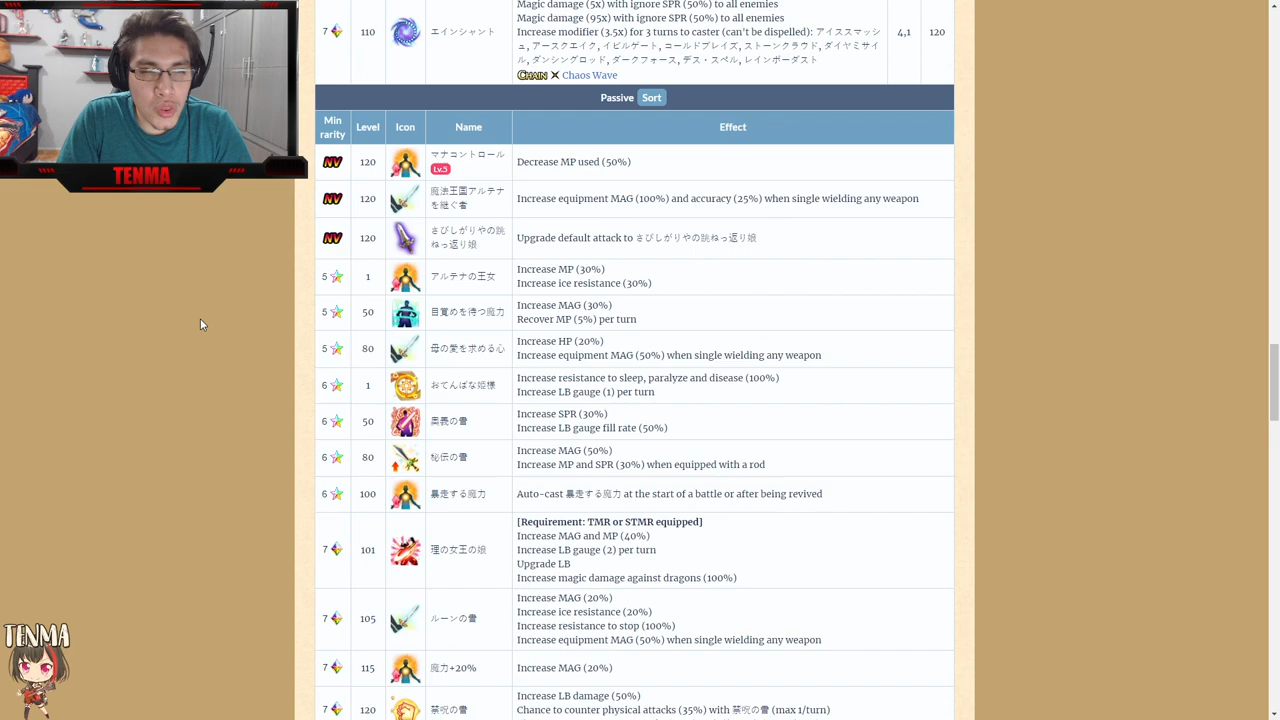 Magic damage (5x) with ignore SPR (50%) to all enemies
7 110 エインシャント Magic damage (95x) with ignore SPR (50%) to all enemies 4,1 120
Increase modifier (3.5x) for 3 turns to caster (can't be dispelled): アイススマッシ
ュ, アースクエイク, イビルゲート, コールドブレイズ, ストーンクラウド, ダイヤミサイ
ル, ダンシングロッド, ダークフォース, デス・スペル, レインボーダスト
CHAIN Chaos Wave
Passive Sort
Min rarity Level Icon Name Effect
NV 120 マナコントロール Lv.5 Decrease MP used (50%)
NV 120 魔法王国アルテナ
を継ぐ者 Increase equipment MAG (100%) and accuracy (25%) when single wielding any weapon
NV 120 さびしがりやの跳
ねっ返り娘 Upgrade default attack to さびしがりやの跳ねっ返り娘
5 1 アルテナの王女 Increase MP (30%)
Increase ice resistance (30%)
5 50 目覚めを待つ魔力 Increase MAG (30%)
Recover MP (5%) per turn
5 80 母の愛を求める心 Increase HP (20%)
Increase equipment MAG (50%) when single wielding any weapon
6 1 おてんばな姫様 Increase resistance to sleep, paralyze and disease (100%)
Increase LB gauge (1) per turn
6 50 奥義の書 Increase SPR (30%)
Increase LB gauge fill rate (50%)
6 80 秘伝の書 Increase MAG (50%)
Increase MP and SPR (30%) when equipped with a rod
6 100 暴走する魔力 Auto-cast 暴走する魔力 at the start of a battle or after being revived
[Requirement: TMR or STMR equipped]
7 101 理の女王の娘 Increase MAG and MP (40%)
Increase LB gauge (2) per turn
Upgrade LB
Increase magic damage against dragons (100%)
7 105 ルーンの書 Increase MAG (20%)
Increase ice resistance (20%)
Increase resistance to stop (100%)
Increase equipment MAG (50%) when single wielding any weapon
7 115 魔力+20% Increase MAG (20%)
7 120 禁呪の書 Increase LB damage (50%)
Chance to counter physical attacks (35%) with 禁呪の書 (max 1/turn)
TENMA
TENMA